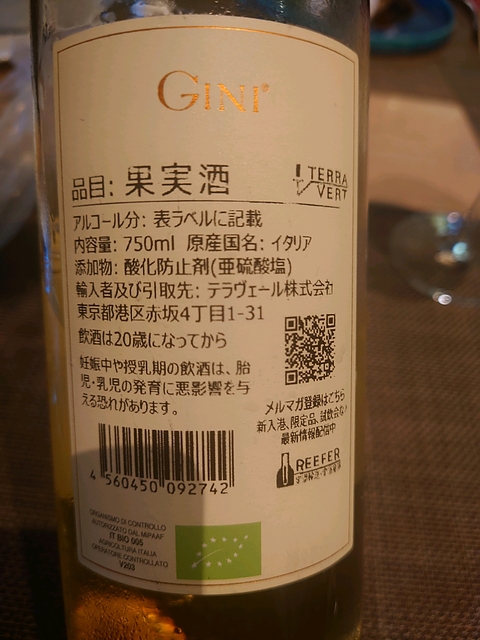 GINI
品目: 果実酒
TERRA VERT
アルコール分: 表ラベルに記載
内容量: 750ml 原産国名: イタリア
添加物: 酸化防止剤(亜硫酸塩)
輸入者及び引取先: テラヴェール株式会社
東京都港区赤坂4丁目1-31
飲酒は20歳になってから
妊娠中や授乳期の飲酒は、胎
児・乳児の発育に悪影響を与
える恐れがあります。
メルマガ登録はこちら
新入港、限定品、試飲会など
最新情報配信中
REEFER
4 560450 092742
ORGANISMO DI CONTROLLO
AUTORIZZATO DAL MIPAAF
IT BIO 005
AGRICOLTURA ITALIA
OPERATORE CONTROLLATO
V203